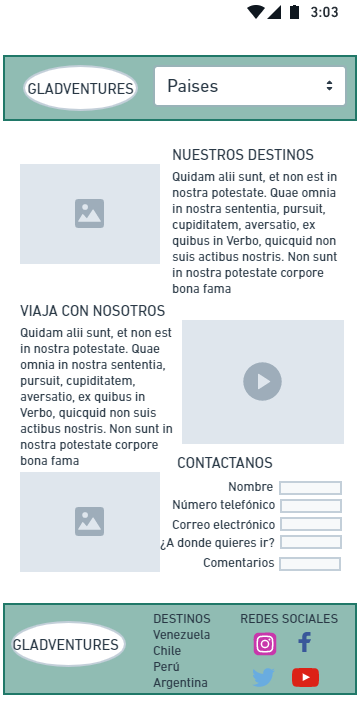 3:03
GLADVENTURES
Paises
NUESTROS DESTINOS
Quidam alii sunt, et non est in
nostra potestate. Quae omnia
in nostra sententia, pursuit,
cupiditatem, aversatio, ex
quibus in Verbo, quicquid non
suis actibus nostris. Non sunt
in nostra potestate corpore
bona fama
VIAJA CON NOSOTROS
Quidam alii sunt, et non est
in nostra potestate. Quae
omnia in nostra sententia,
pursuit, cupiditatem,
aversatio, ex quibus in
Verbo, quicquid non suis
actibus nostris. Non sunt in
nostra potestate corpore
bona fama
CONTACTANOS
Nombre
Número telefónico
Correo electrónico
¿A donde quieres ir?
Comentarios
GLADVENTURES
DESTINOS
Venezuela
Chile
Perú
Argentina
REDES SOCIALES